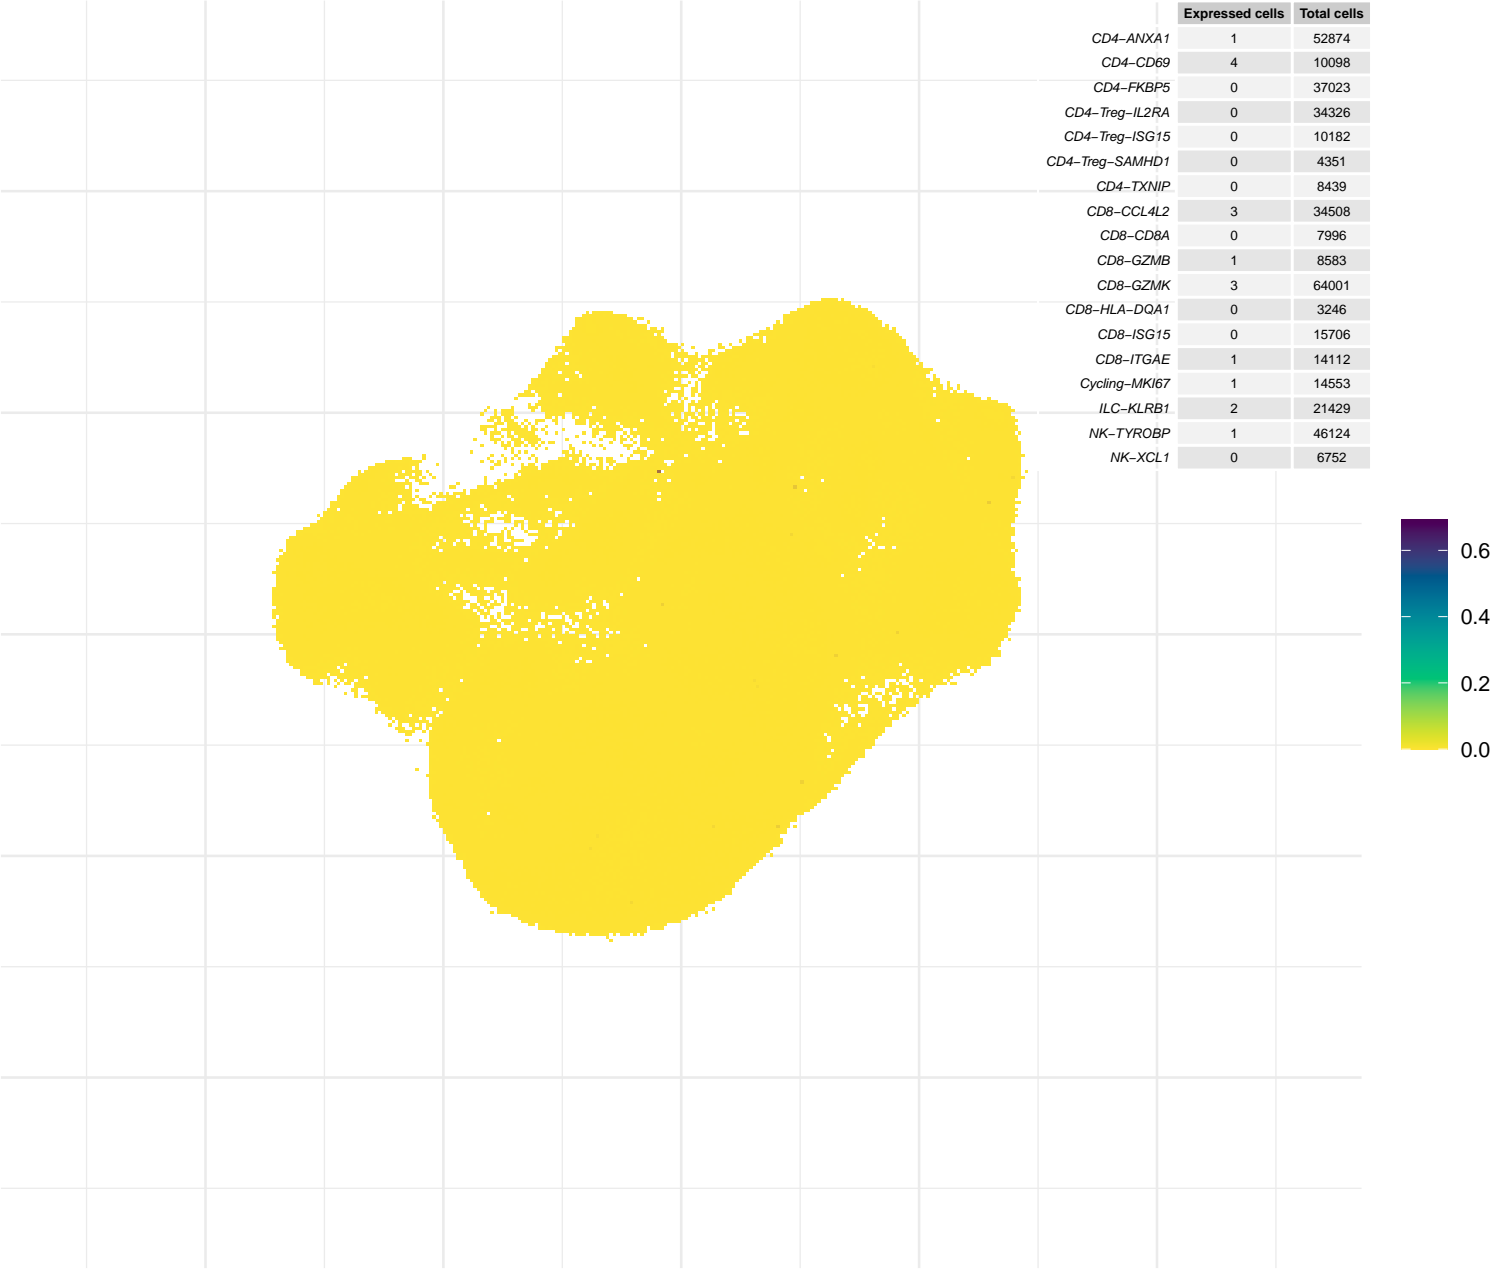 Expressed cells Total cells
CD4−ANXA1 1 52874
CD4−CD69 4 10098
CD4−FKBP5 0 37023
CD4−Treg−IL2RA 0 34326
CD4−Treg−ISG15 0 10182
CD4−Treg−SAMHD1 0 4351
CD4−TXNIP 0 8439
CD8−CCL4L2 3 34508
CD8−CD8A 0 7996
CD8−GZMB 1 8583
CD8−GZMK 3 64001
CD8−HLA−DQA1 0 3246
CD8−ISG15 0 15706
CD8−ITGAE 1 14112
Cycling−MKI67 1 14553
ILC−KLRB1 2 21429
NK−TYROBP 1 46124
NK−XCL1 0 6752
0.6
0.4
0.2
0.0